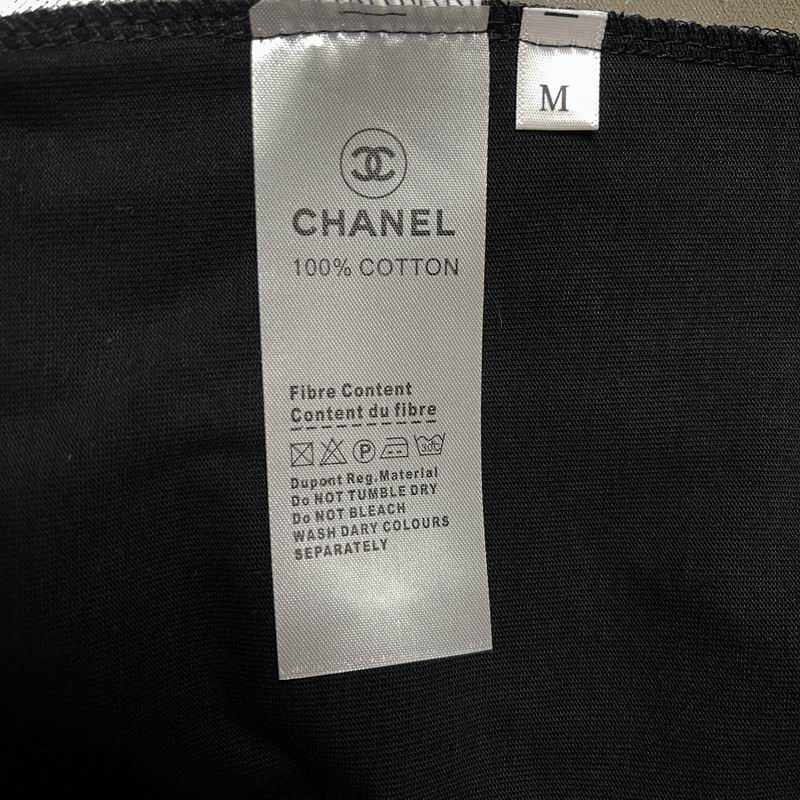 M
CHANEL
100% COTTON
Fibre Content
Content du fibre
P
30C
Dupont Reg.Material
Do NOT TUMBLE DRY
Do NOT BLEACH
WASH DARY COLOURS
SEPARATELY